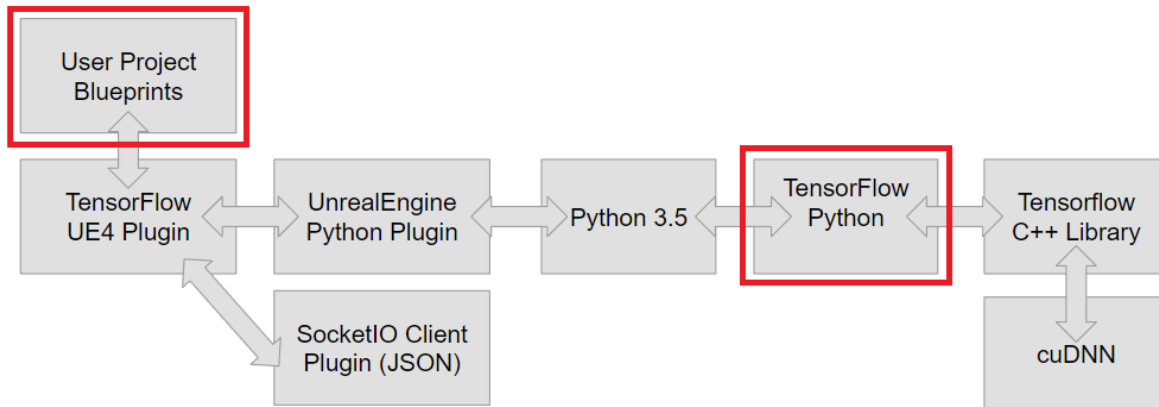 User Project
Blueprints
TensorFlow
UE4 Plugin
UnrealEngine
Python Plugin
Python 3.5
TensorFlow
Python
Tensorflow
C++ Library
SocketIO Client
Plugin (JSON)
cuDNN